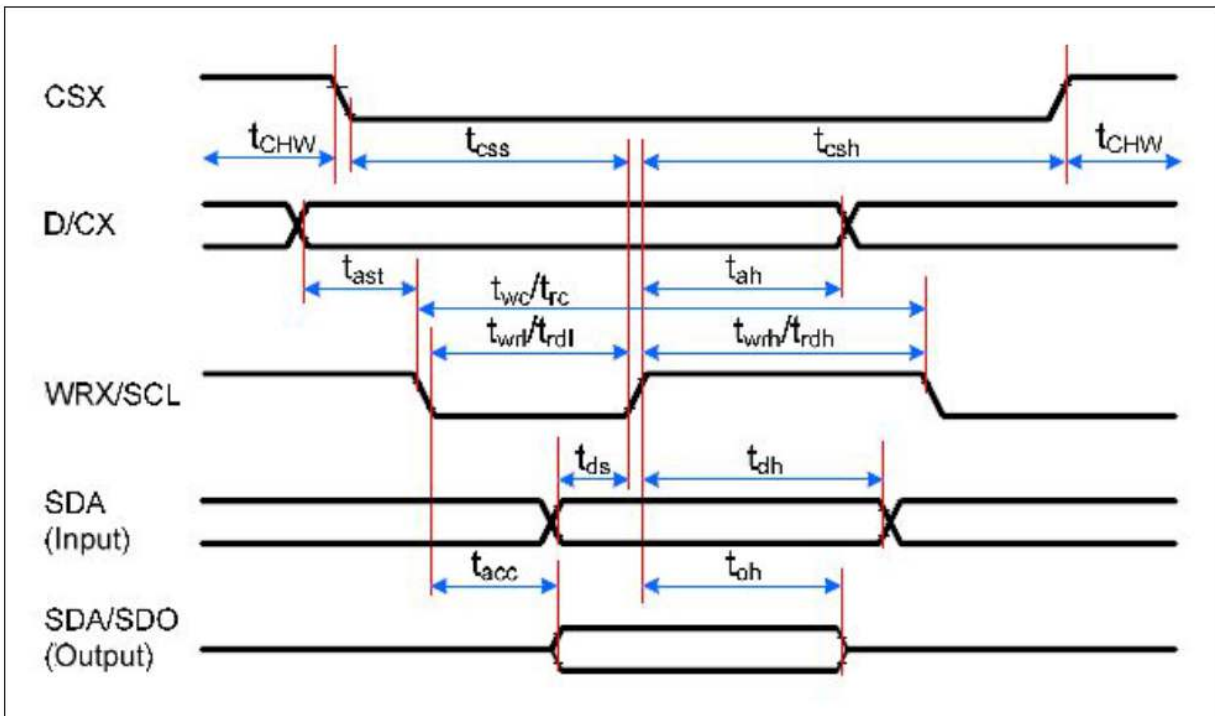 CSX
tCHW
tcss
tcsh
tCHW
D/CX
tast
tah
twc/trc
twrl/trdl
twrh/trdh
WRX/SCL
tds
tdh
SDA
(Input)
tacc
toh
SDA/SDO
(Output)